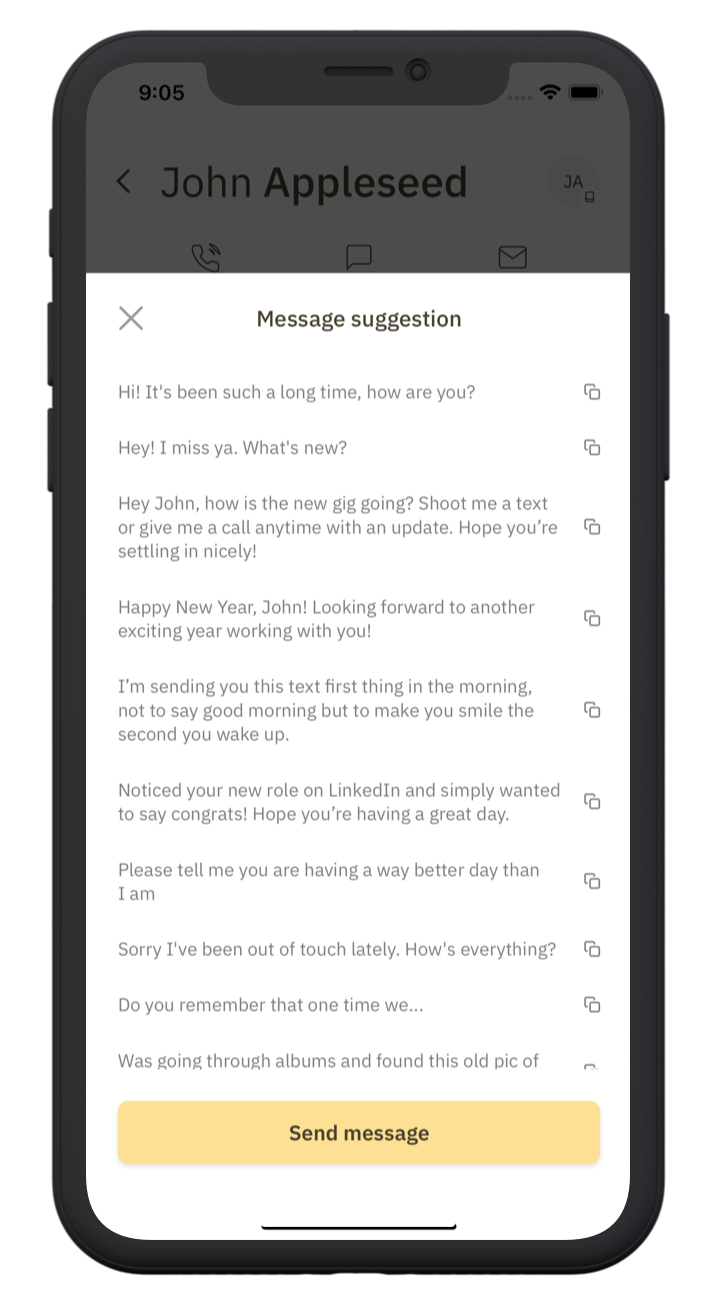 9:05
John Appleseed
JA
Message suggestion
Hi! It's been such a long time, how are you?
Hey! I miss ya. What's new?
Hey John, how is the new gig going? Shoot me a text
or give me a call anytime with an update. Hope you’re
settling in nicely!
Happy New Year, John! Looking forward to another
exciting year working with you!
I’m sending you this text first thing in the morning,
not to say good morning but to make you smile the
second you wake up.
Noticed your new role on LinkedIn and simply wanted
to say congrats! Hope you’re having a great day.
Please tell me you are having a way better day than
I am
Sorry I've been out of touch lately. How's everything?
Do you remember that one time we...
Was going through albums and found this old pic of
Send message